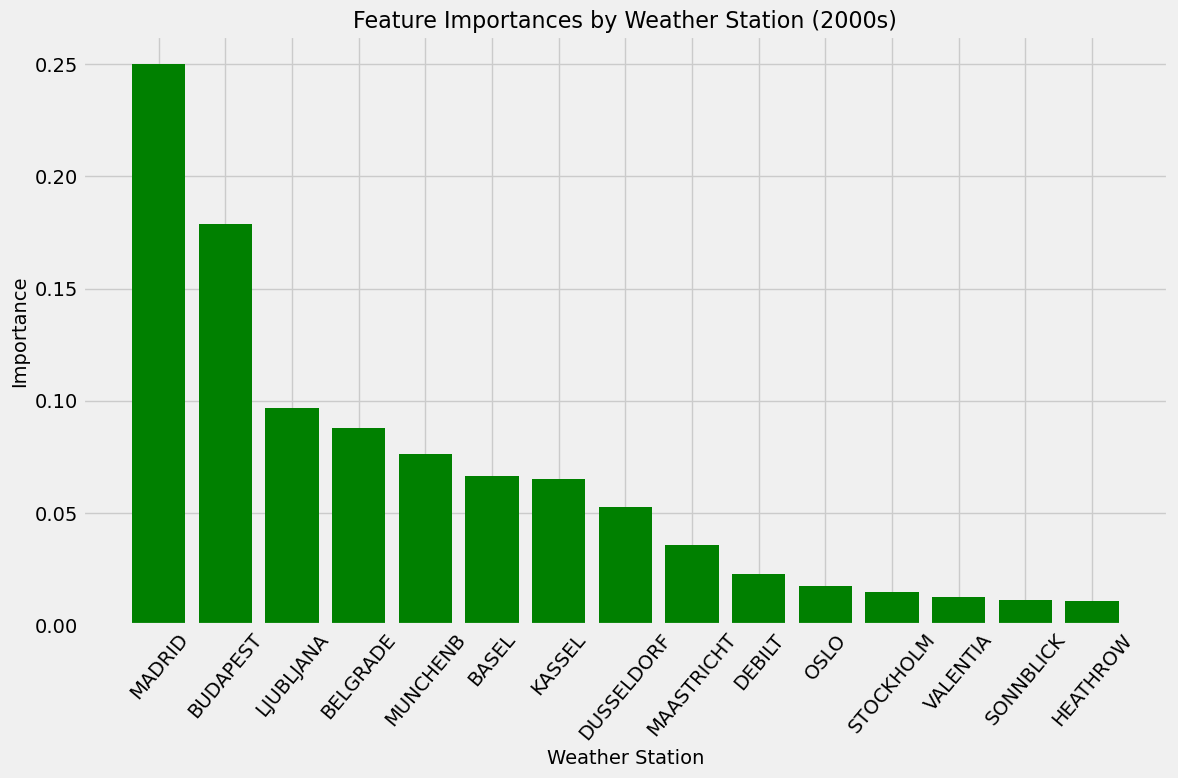 Feature Importances by Weather Station (2000s)
Importance
0.25
0.20
0.15
0.10
0.05
0.00
MADRID
BUDAPEST
LJUBLJANA
BELGRADE
MUNCHENB
BASEL
KASSEL
DUSSELDORF
MAASTRICHT
DEBILT
OSLO
STOCKHOLM
VALENTIA
SONNBLICK
HEATHROW
Weather Station